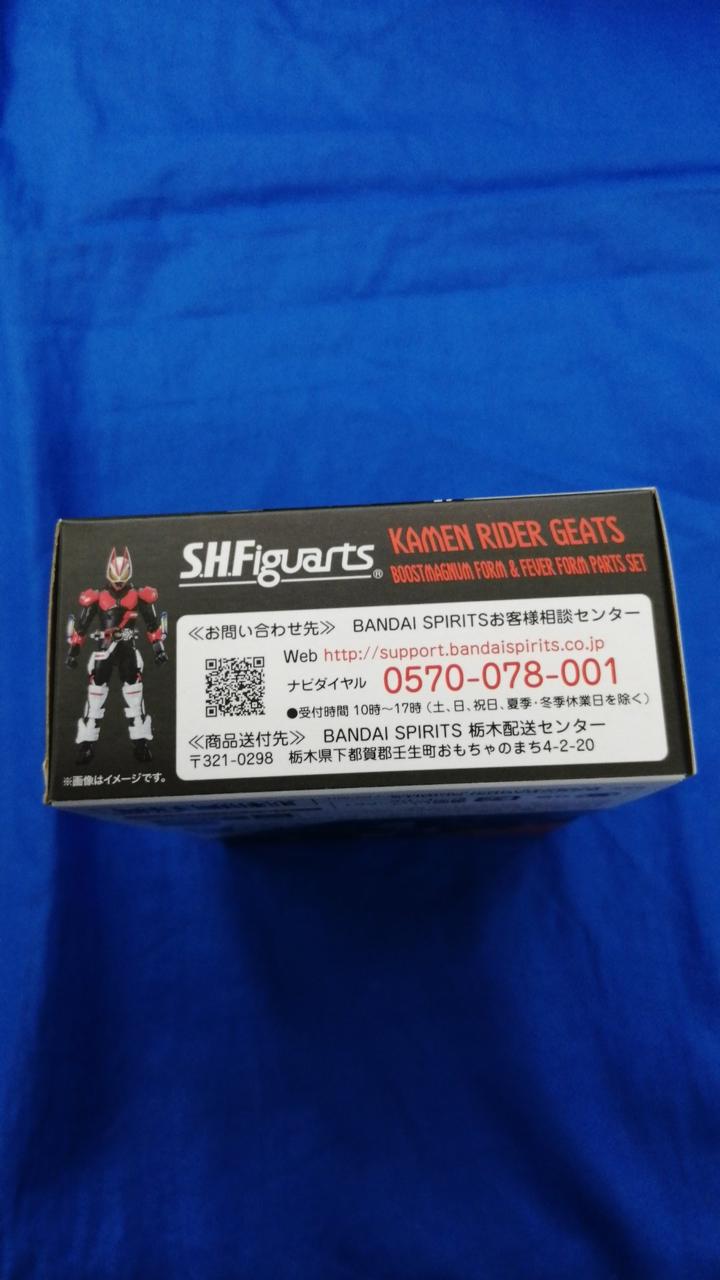 S.H.Figuarts®
KAMEN RIDER GEATS
BOOSTMAGNUM FORM & FEVER FORM PARTS SET
≪お問い合わせ先≫ BANDAI SPIRITSお客様相談センター
Web http://support.bandaispirits.co.jp
ナビダイヤル 0570-078-001
●受付時間 10時～17時（土、日、祝日、夏季・冬季休業日を除く）
≪商品送付先≫ BANDAI SPIRITS 栃木配送センター
〒321-0298 栃木県下都賀郡壬生町おもちゃのまち4-2-20
※画像はイメージです。